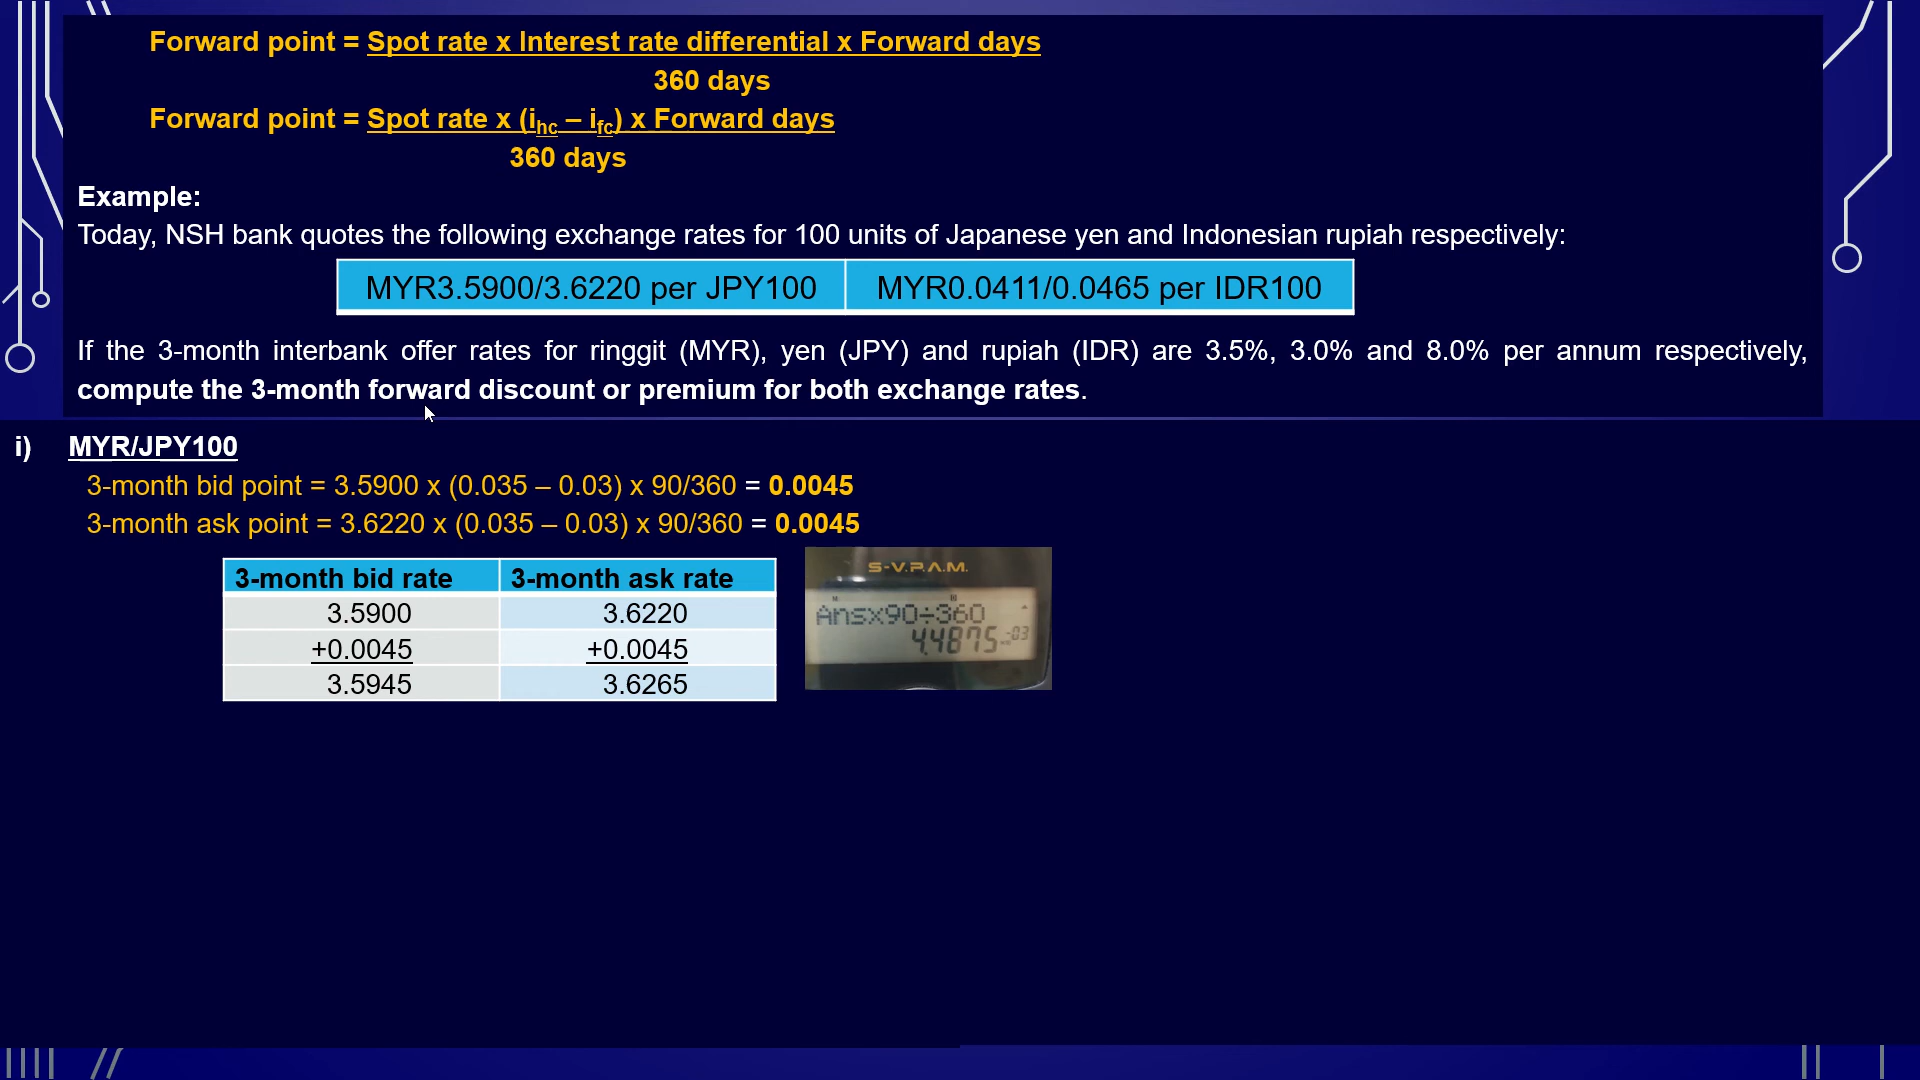 Forward point = Spot rate x Interest rate differential x Forward days
360 days
Forward point = Spot rate x (ihc – ifc) x Forward days
360 days
Example:
Today, NSH bank quotes the following exchange rates for 100 units of Japanese yen and Indonesian rupiah respectively:
MYR3.5900/3.6220 per JPY100 MYR0.0411/0.0465 per IDR100
If the 3-month interbank offer rates for ringgit (MYR), yen (JPY) and rupiah (IDR) are 3.5%, 3.0% and 8.0% per annum respectively,
compute the 3-month forward discount or premium for both exchange rates.
i) MYR/JPY100
3-month bid point = 3.5900 x (0.035 – 0.03) x 90/360 = 0.0045
3-month ask point = 3.6220 x (0.035 – 0.03) x 90/360 = 0.0045
3-month bid rate 3-month ask rate
3.5900 3.6220
+0.0045 +0.0045
3.5945 3.6265
S-V.P.A.M.
Ans×90÷360
4.4875-03